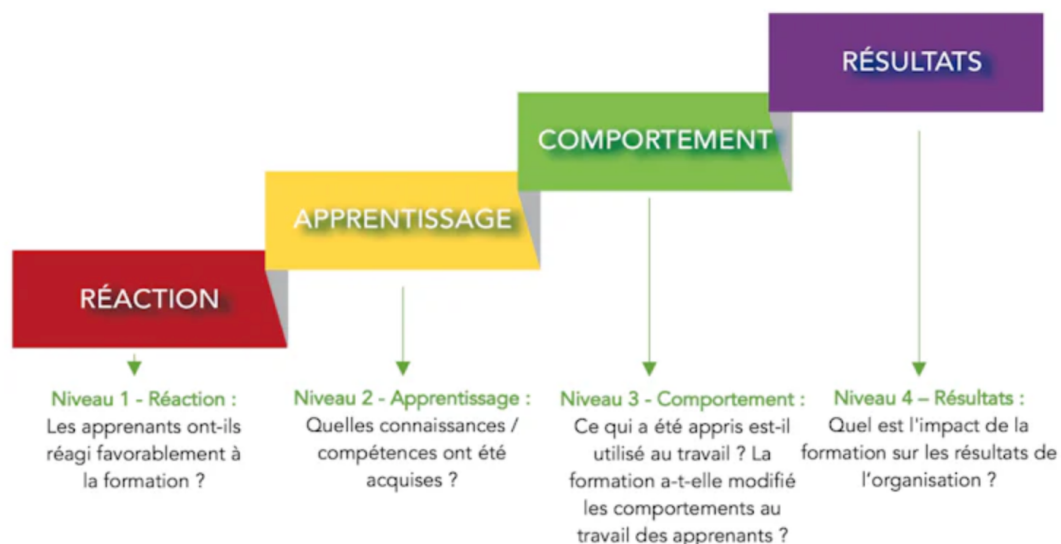 RÉSULTATS
COMPORTEMENT
APPRENTISSAGE
RÉACTION
Niveau 1 - Réaction :
Les apprenants ont-ils
réagi favorablement à
la formation ?
Niveau 2 - Apprentissage :
Quelles connaissances /
compétences ont été
acquises ?
Niveau 3 - Comportement :
Ce qui a été appris est-il
utilisé au travail ? La
formation a-t-elle modifié
les comportements au
travail des apprenants ?
Niveau 4 – Résultats :
Quel est l'impact de la
formation sur les résultats de
l’organisation ?